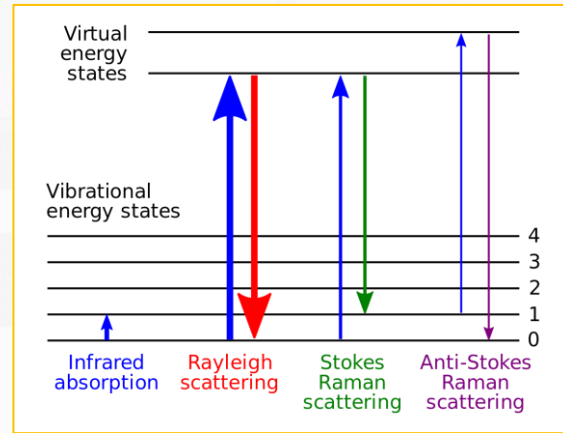 Virtual
energy
states
Vibrational
energy states
4
3
2
1
0
Infrared
absorption
Rayleigh
scattering
Stokes
Raman
scattering
Anti-Stokes
Raman
scattering